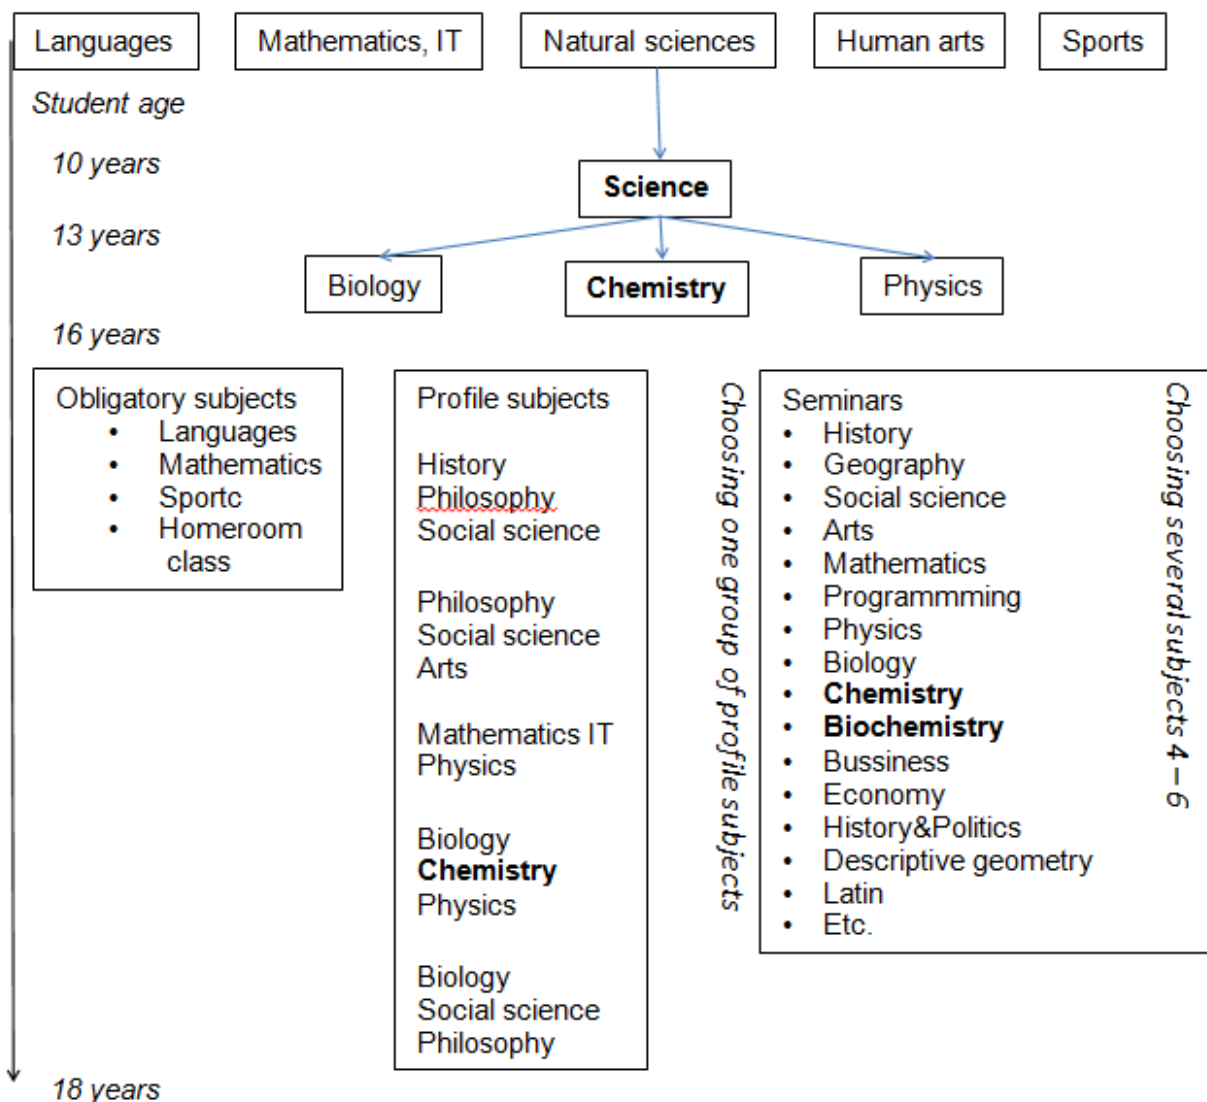 Languages
Mathematics, IT
Natural sciences
Human arts
Sports
Student age
10 years
Science
13 years
Biology
Chemistry
Physics
16 years
Obligatory subjects
• Languages
• Mathematics
• Sportc
• Homeroom
class
Profile subjects
History
Philosophy
Social science
Philosophy
Social science
Arts
Mathematics IT
Physics
Biology
Chemistry
Physics
Biology
Social science
Philosophy
Choosing one group of profile subjects
Seminars
• History
• Geography
• Social science
• Arts
• Mathematics
• Programmming
• Physics
• Biology
• Chemistry
• Biochemistry
• Bussiness
• Economy
• History&Politics
• Descriptive geometry
• Latin
• Etc.
Choosing several subjects 4 – 6
18 years